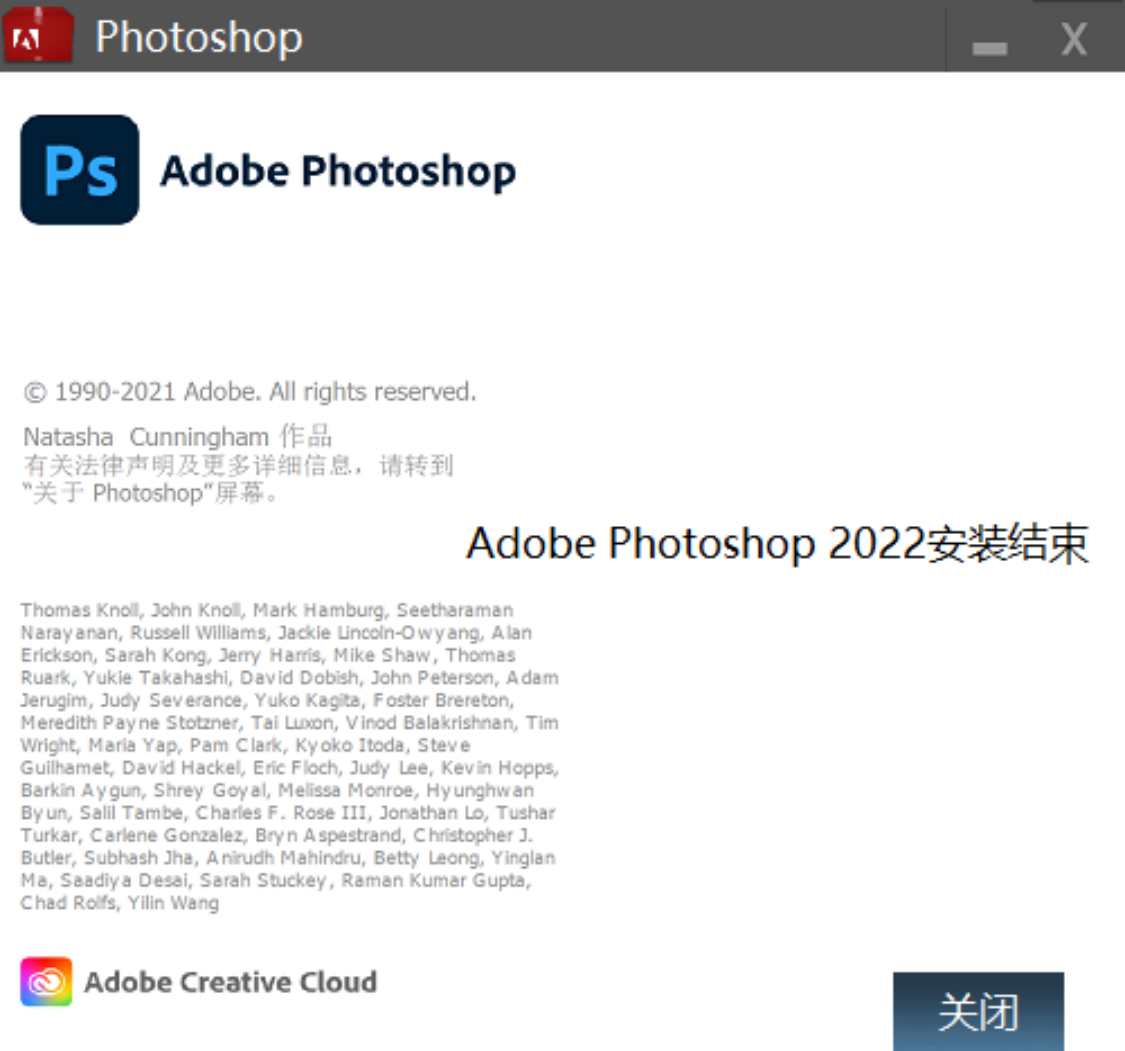 Photoshop
X
Ps
Adobe Photoshop
© 1990-2021 Adobe. All rights reserved.
Natasha Cunningham 作品
有关法律声明及更多详细信息，请转到
“关于 Photoshop”屏幕。
Adobe Photoshop 2022安装结束
Thomas Knoll, John Knoll, Mark Hamburg, Seetharaman
Narayanan, Russell Williams, Jackie Lincoln-Owyang, Alan
Erickson, Sarah Kong, Jerry Harris, Mike Shaw, Thomas
Ruark, Yukie Takahashi, David Dobish, John Peterson, Adam
Jerugim, Judy Severance, Yuko Kagita, Foster Brereton,
Meredith Payne Stotzner, Tai Luxon, Vinod Balakrishnan, Tim
Wright, Maria Yap, Pam Clark, Kyoko Itoda, Steve
Guilhamet, David Hackel, Eric Floch, Judy Lee, Kevin Hopps,
Barkin Aygun, Shrey Goyal, Melissa Monroe, Hyunghwan
Byun, Salil Tambe, Charles F. Rose III, Jonathan Lo, Tushar
Turkar, Carlene Gonzalez, Bryn Aspestrand, Christopher J.
Butler, Subhash Jha, Anirudh Mahindru, Betty Leong, Yinglan
Ma, Saadiya Desai, Sarah Stuckey, Raman Kumar Gupta,
Chad Rolfs, Yilin Wang
Adobe Creative Cloud
关闭